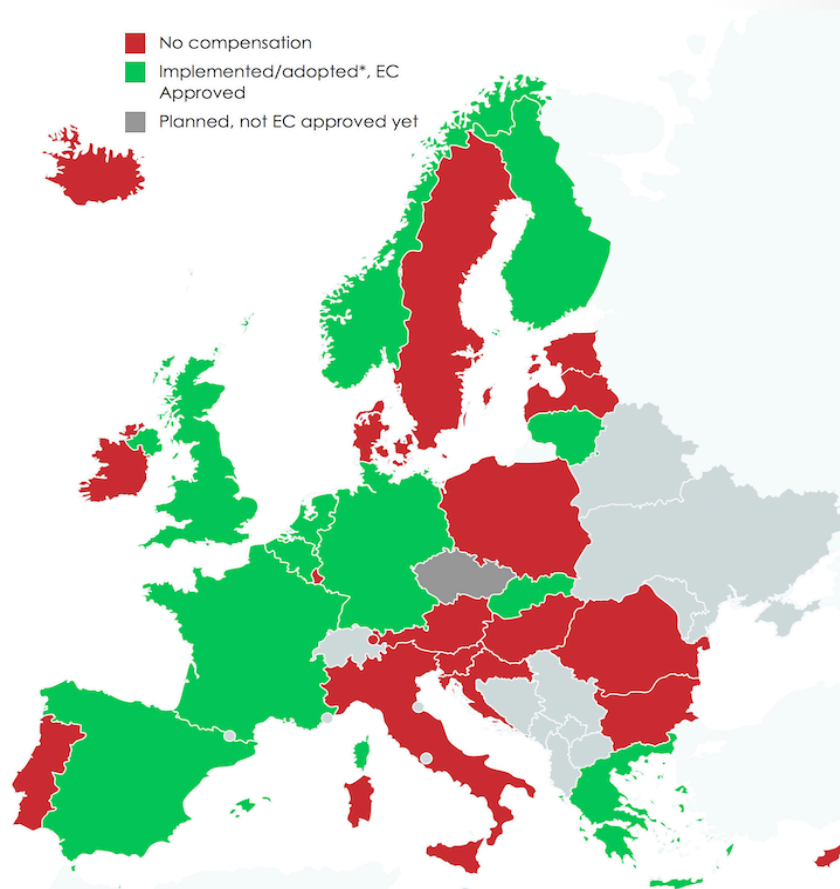 No compensation
Implemented/adopted*, EC
Approved
Planned, not EC approved yet